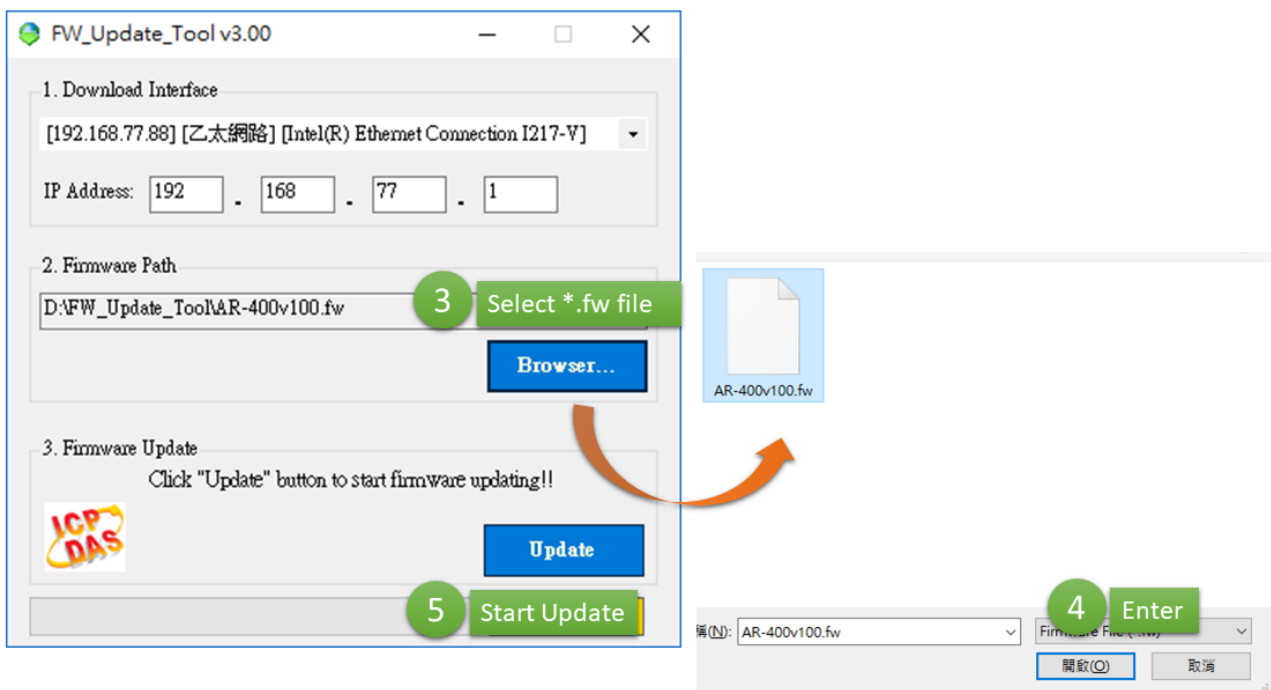 FW_Update_Tool v3.00
1. Download Interface
[192.168.77.88] [乙太網路] [Intel(R) Ethernet Connection I217-V]
IP Address: 192 . 168 . 77 . 1
2. Firmware Path
D:\FW_Update_Tool\AR-400v100.fw
3 Select *.fw file
Browser...
3. Firmware Update
Click "Update" button to start firmware updating!!
ICP DAS
Update
5 Start Update
AR-400v100.fw
4 Enter
稱(N): AR-400v100.fw
開啟(O) 取消